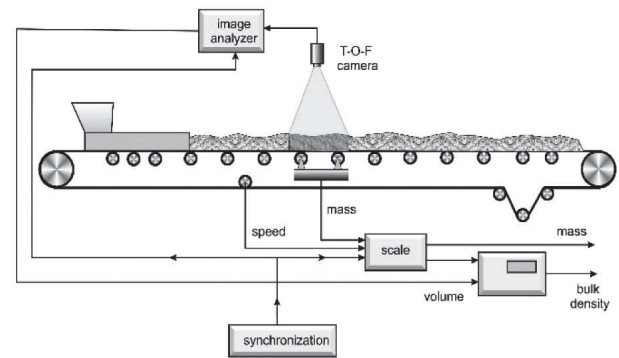 image
analyzer
T-O-F
camera
mass
speed
scale
mass
volume
bulk
density
synchronization